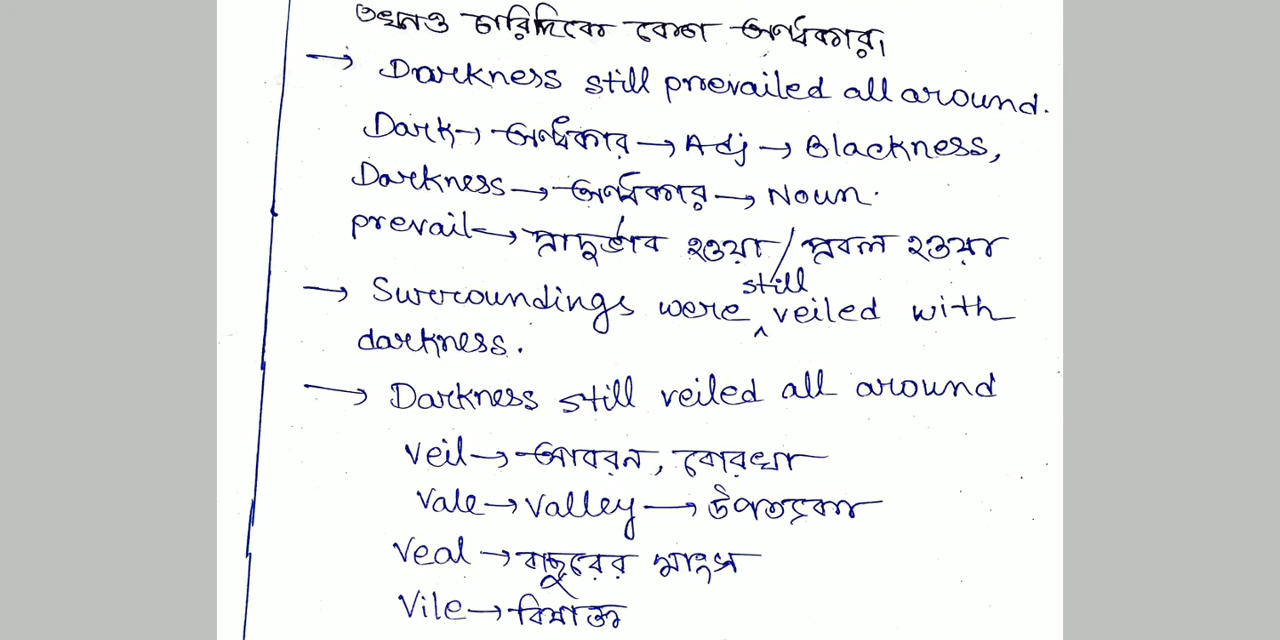 তখনও চারিদিকে বেশ অন্ধকার।
→ Darkness still prevailed all around.
Dark → অন্ধকার → Adj → Blackness,
Darkness → অন্ধকার → Noun.
prevail → প্রাদুর্ভাব হওয়া / প্রবল হওয়া
→ Surroundings were still veiled with
darkness.
→ Darkness still veiled all around
Veil → আবরন, বোরখা
Vale → Valley → উপত্যকা
Veal → বাছুরের মাংস
Vile → বিষাক্ত